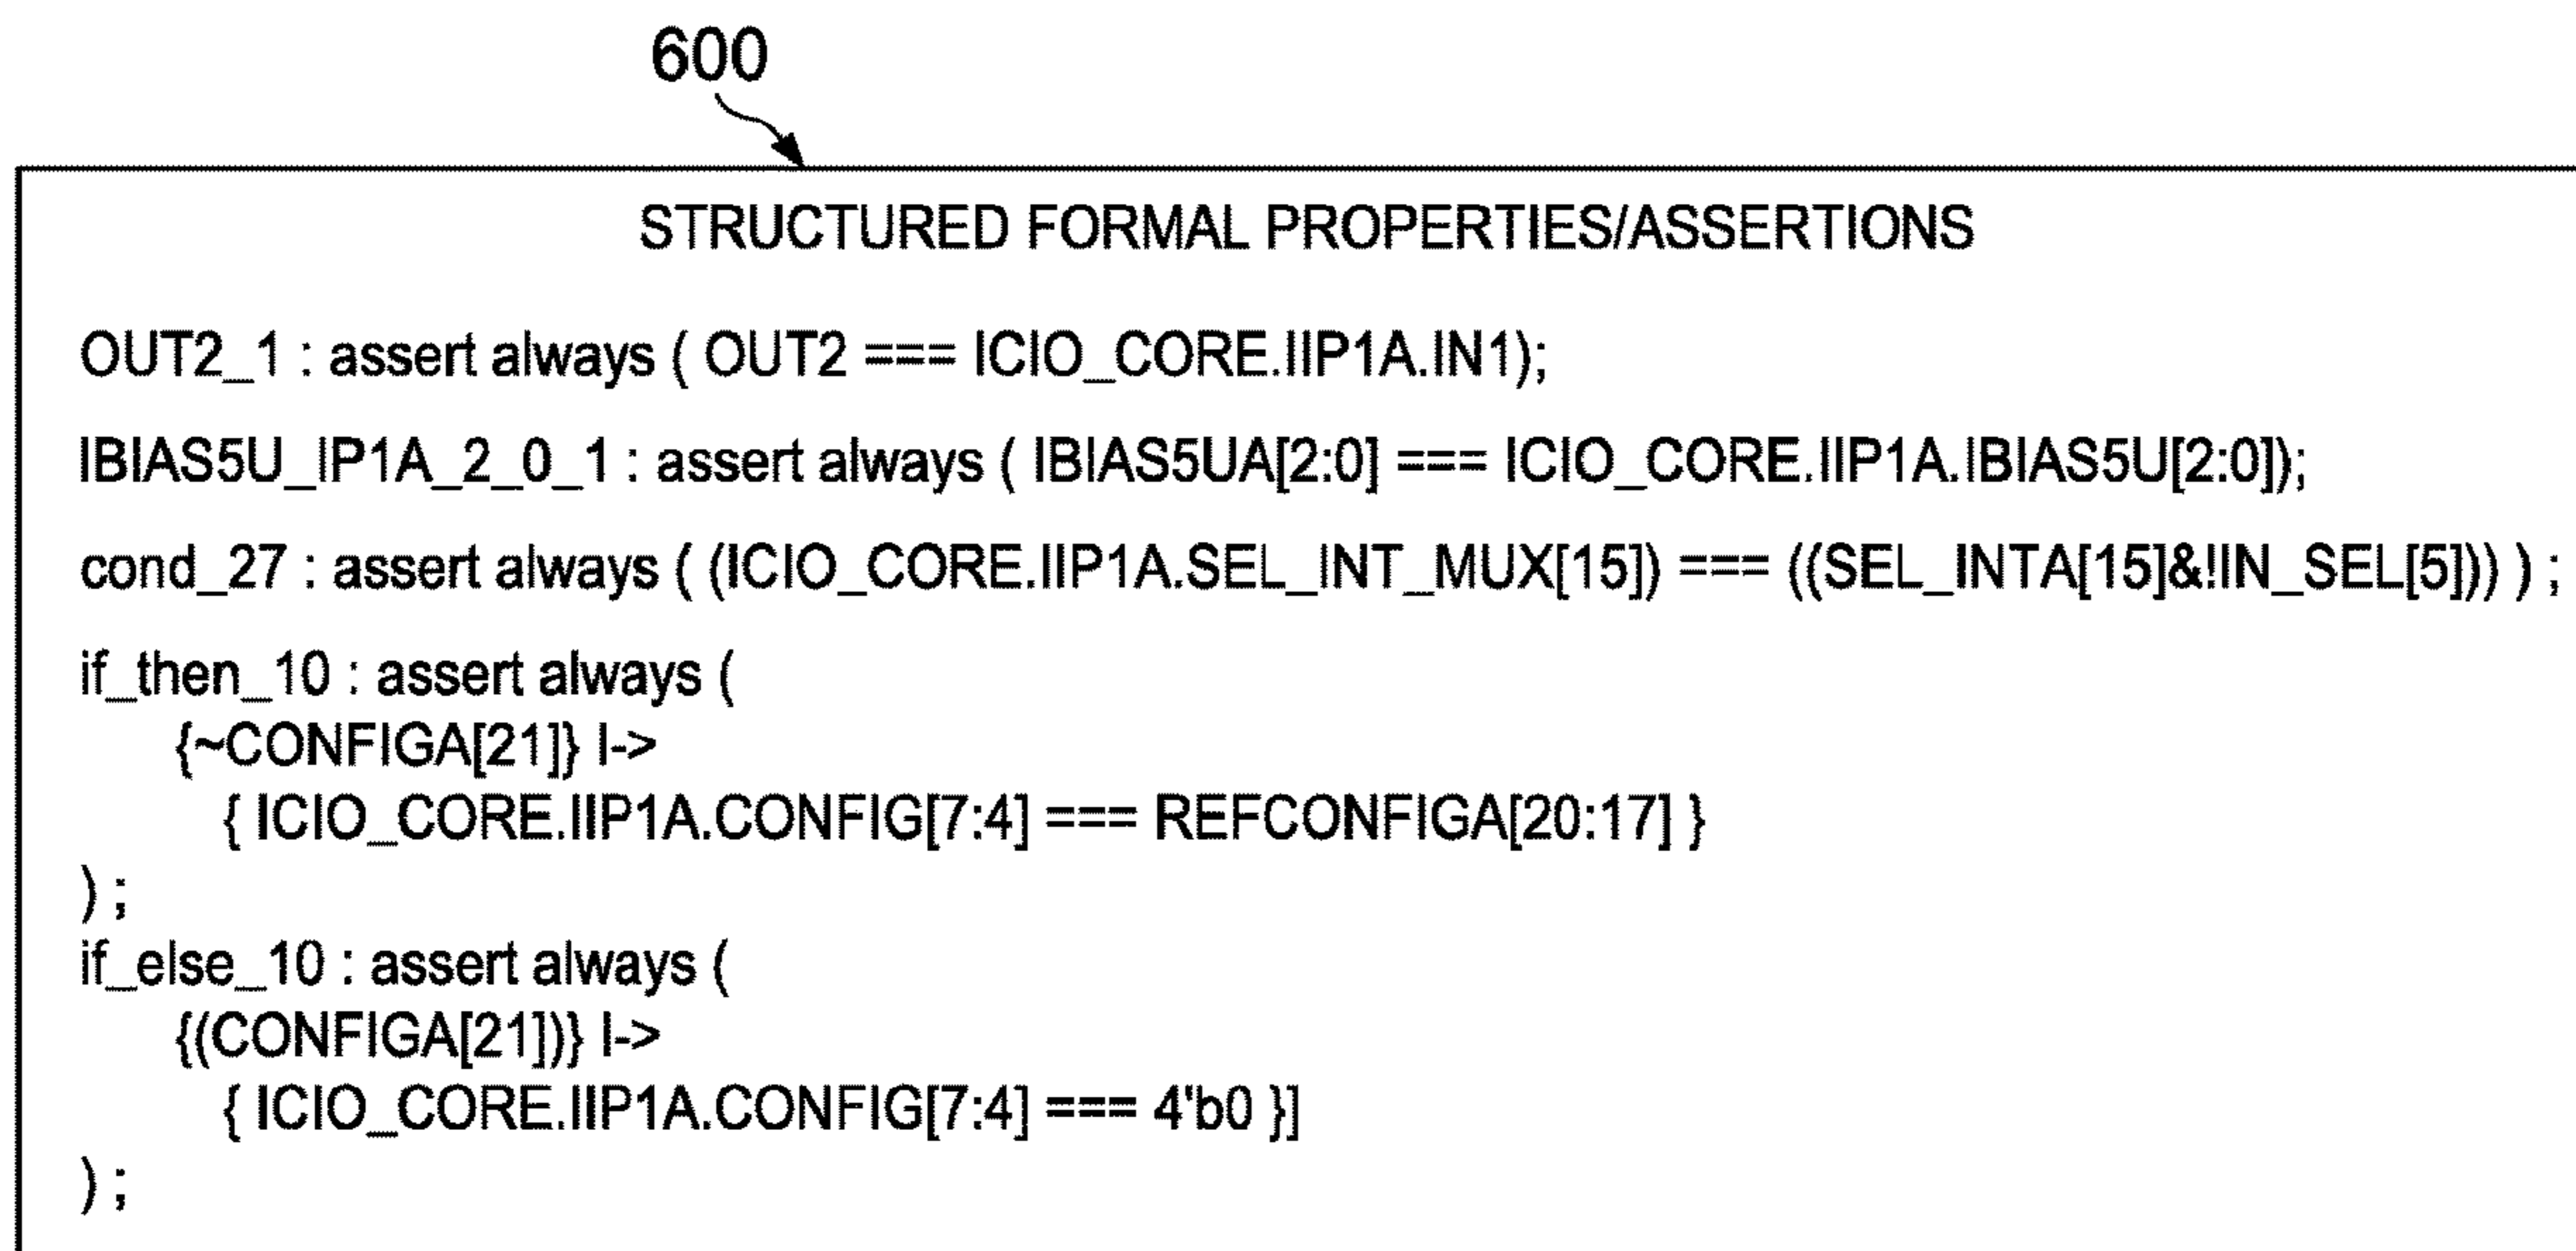 600
STRUCTURED FORMAL PROPERTIES/ASSERTIONS
OUT2_1 : assert always ( OUT2 === ICIO_CORE.IIP1A.IN1);
IBIAS5U_IP1A_2_0_1 : assert always ( IBIAS5UA[2:0] === ICIO_CORE.IIP1A.IBIAS5U[2:0]);
cond_27 : assert always ( (ICIO_CORE.IIP1A.SEL_INT_MUX[15]) === ((SEL_INTA[15]&!IN_SEL[5])) ) ;
if_then_10 : assert always (
{~CONFIGA[21]} I->
{ ICIO_CORE.IIP1A.CONFIG[7:4] === REFCONFIGA[20:17] }
) ;
if_else_10 : assert always (
{(CONFIGA[21])} I->
{ ICIO_CORE.IIP1A.CONFIG[7:4] === 4'b0 }]
) ;